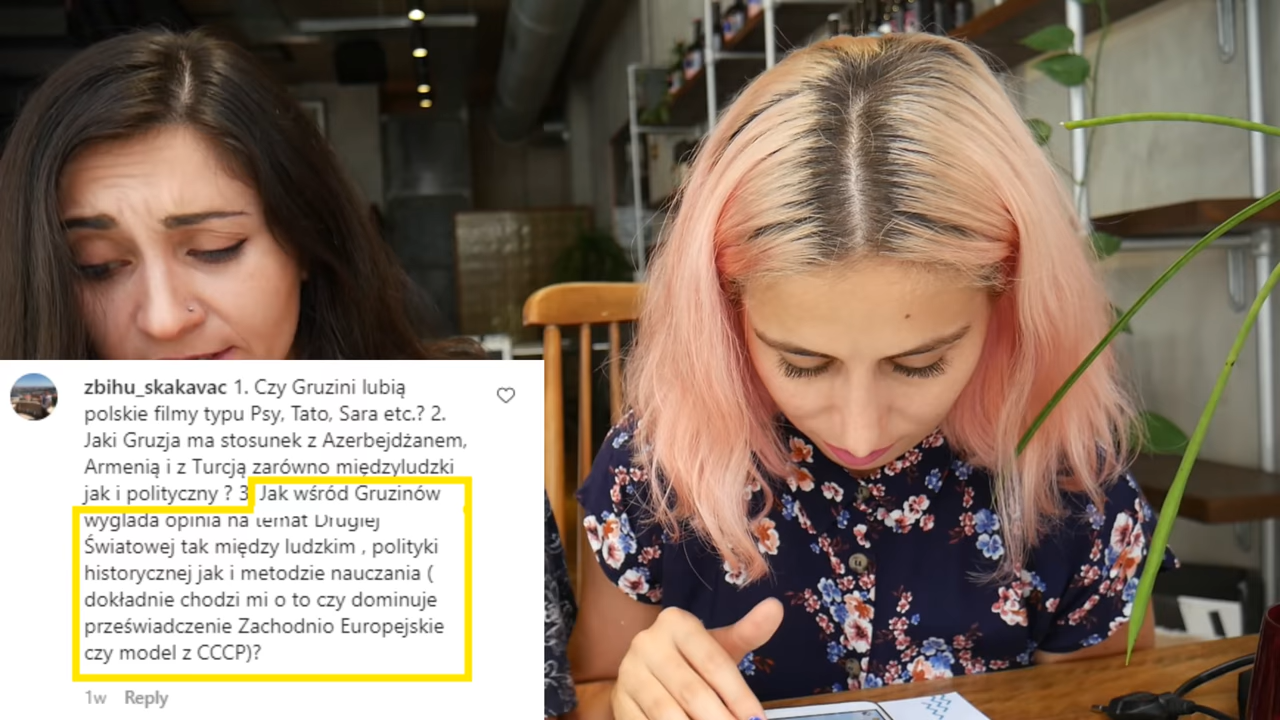 zbihu_skakavac 1. Czy Gruzini lubią
polskie filmy typu Psy, Tato, Sara etc.? 2.
Jaki Gruzja ma stosunek z Azerbejdżanem,
Armenią i z Turcją zarówno międzyludzki
jak i polityczny ? 3 Jak wśród Gruzinów
wygląda opinia na temat Drugiej
Światowej tak między ludzkim , polityki
historycznej jak i metodzie nauczania (
dokładnie chodzi mi o to czy dominuje
przeświadczenie Zachodnio Europejskie
czy model z CCCP)?
1w Reply